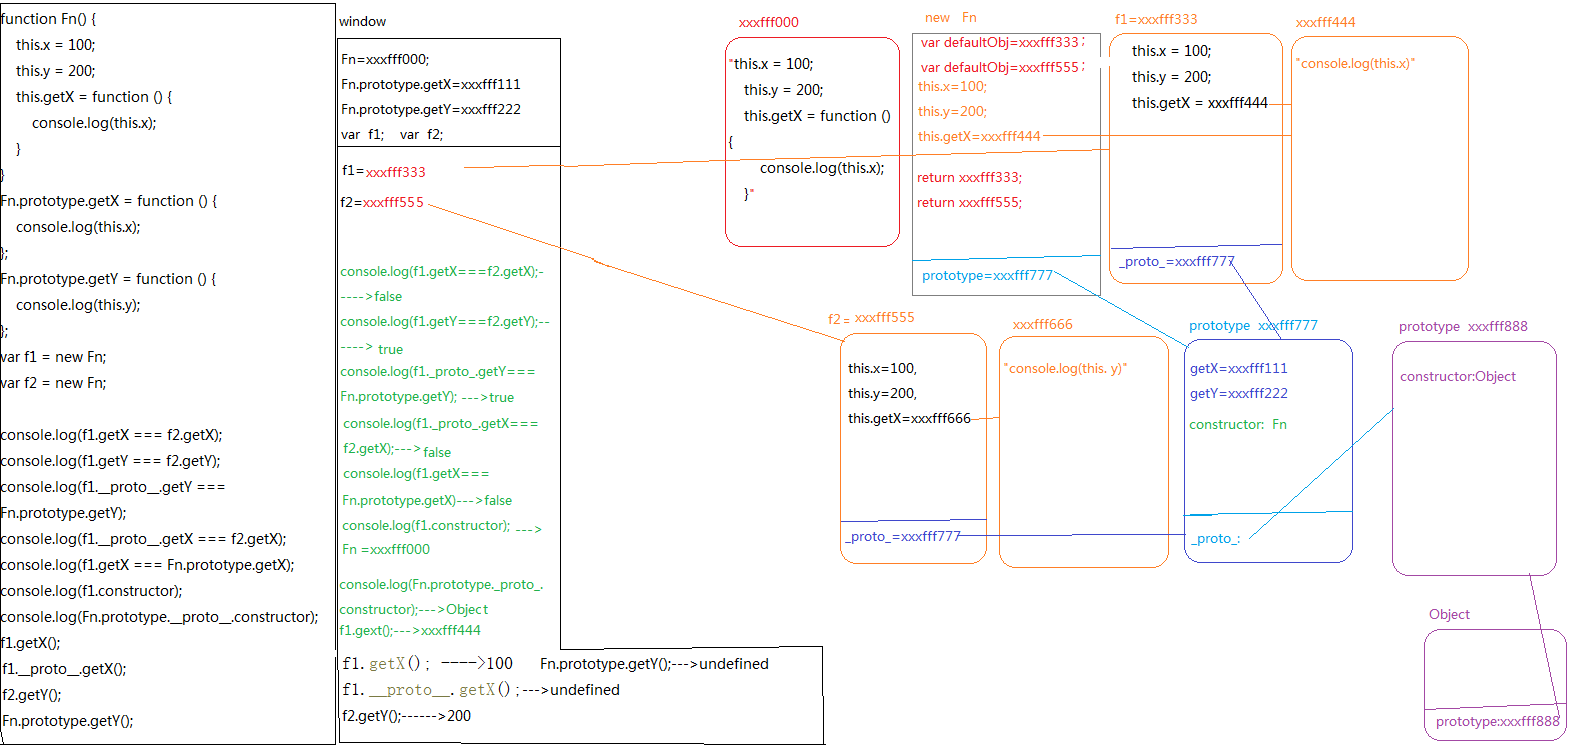 function Fn() {
this.x = 100;
this.y = 200;
this.getX = function () {
console.log(this.x);
}
}
Fn.prototype.getX = function () {
console.log(this.x);
};
Fn.prototype.getY = function () {
console.log(this.y);
};
var f1 = new Fn;
var f2 = new Fn;
console.log(f1.getX === f2.getX);
console.log(f1.getY === f2.getY);
console.log(f1.__proto__.getY ===
Fn.prototype.getY);
console.log(f1.__proto__.getX === f2.getX);
console.log(f1.getX === Fn.prototype.getX);
console.log(f1.constructor);
console.log(Fn.prototype.__proto__.constructor);
f1.getX();
f1.__proto__.getX();
f2.getY();
Fn.prototype.getY();
window
Fn=xxxfff000;
Fn.prototype.getX=xxxfff111
Fn.prototype.getY=xxxfff222
var f1; var f2;
f1=xxxfff333
f2=xxxfff555
console.log(f1.getX===f2.getX);-
---->false
console.log(f1.getY===f2.getY);--
----> true
console.log(f1._proto_.getY===
Fn.prototype.getY); --->true
console.log(f1._proto_.getX===
f2.getX);---> false
console.log(f1.getX===
Fn.prototype.getX)--->false
console.log(f1.constructor); --->
Fn =xxxfff000
console.log(Fn.prototype._proto_.
constructor);--->Object
f1.gext();--->xxxfff444
f1.getX(); ---->100 Fn.prototype.getY();--->undefined
f1.__proto__.getX();--->undefined
f2.getY();------>200
xxxfff000
"this.x = 100;
this.y = 200;
this.getX = function ()
{
console.log(this.x);
}"
new Fn
var defaultObj=xxxfff333;
var defaultObj=xxxfff555;
this.x=100;
this.y=200;
this.getX=xxxfff444
return xxxfff333;
return xxxfff555;
prototype=xxxfff777
f1=xxxfff333
this.x = 100;
this.y = 200;
this.getX = xxxfff444
_proto_=xxxfff777
xxxfff444
"console.log(this.x)"
f2= xxxfff555
this.x=100,
this.y=200,
this.getX=xxxfff666
_proto_=xxxfff777
xxxfff666
"console.log(this. y)"
prototype xxxfff777
getX=xxxfff111
getY=xxxfff222
constructor: Fn
_proto_:
prototype xxxfff888
constructor:Object
Object
prototype:xxxfff888